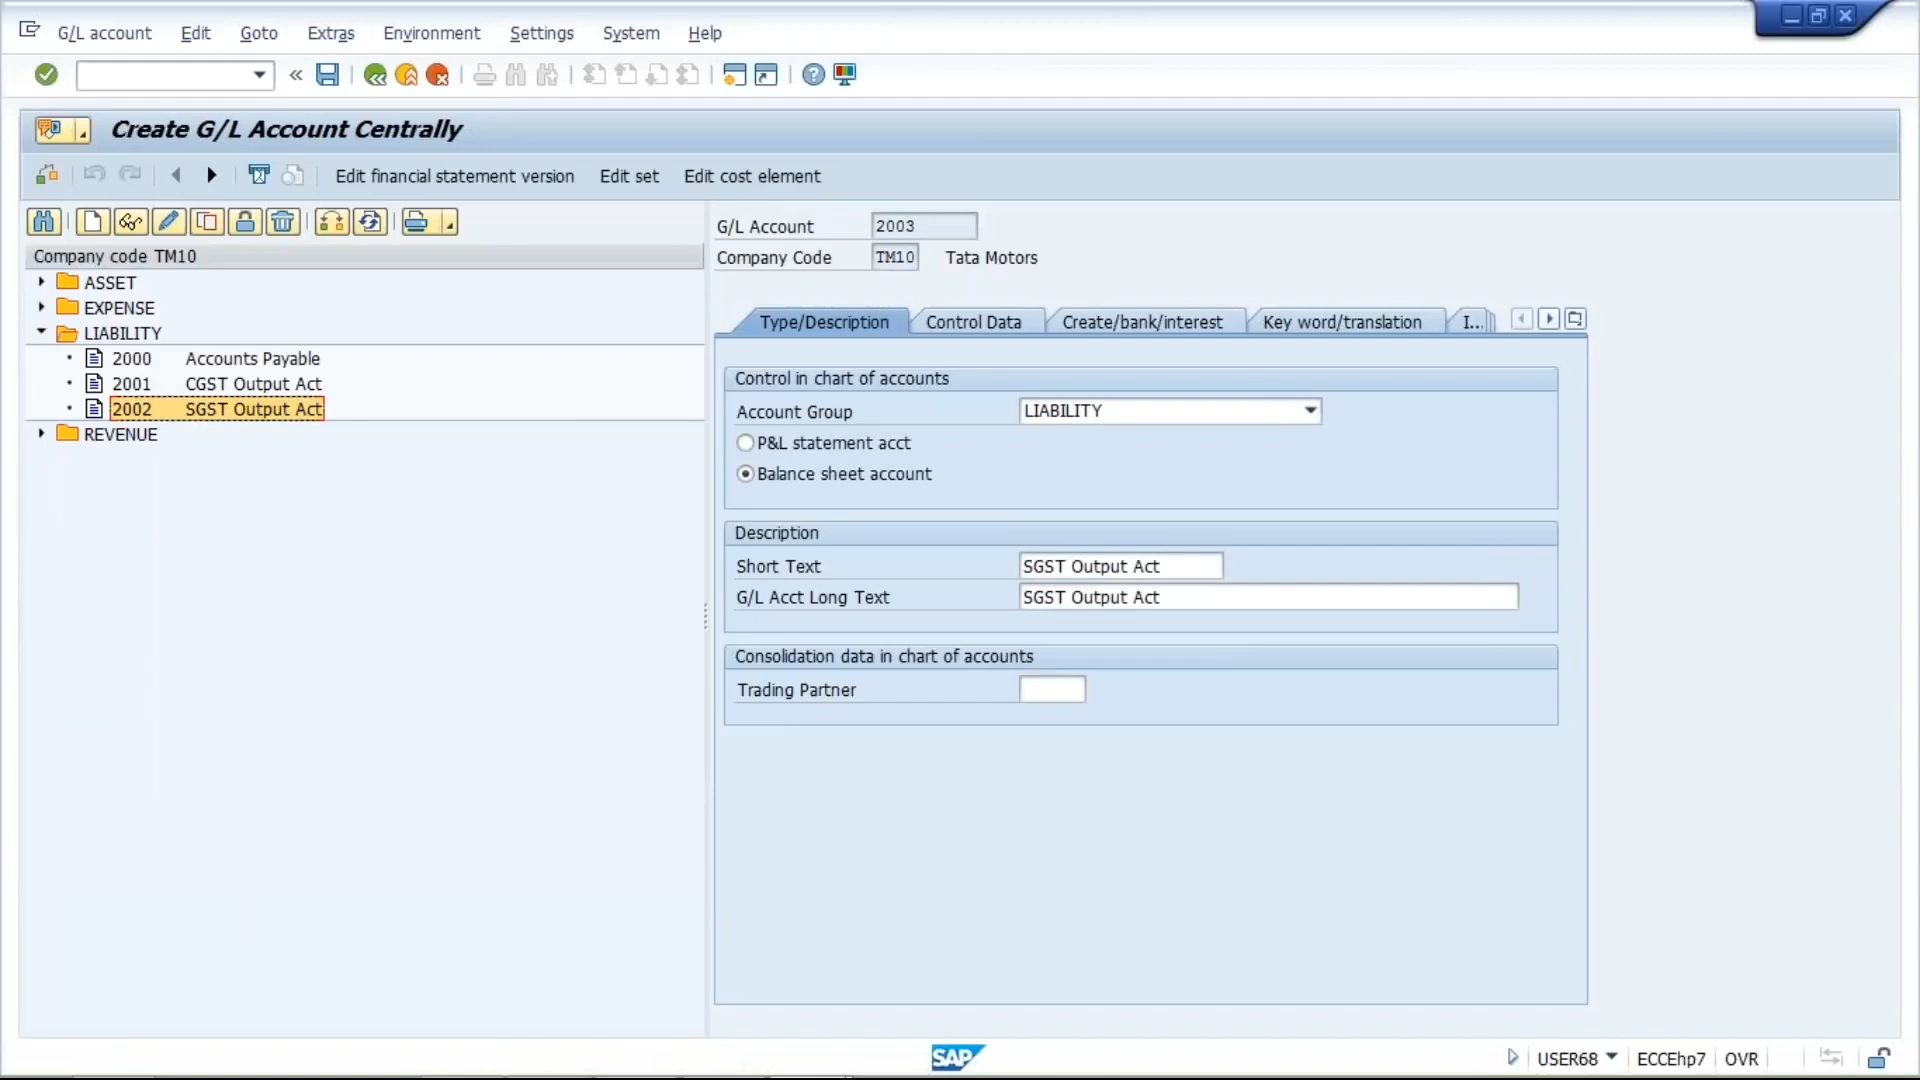 G/L account Edit Goto Extras Environment Settings System Help
Create G/L Account Centrally
Edit financial statement version Edit set Edit cost element
Company code TM10
ASSET
EXPENSE
LIABILITY
2000 Accounts Payable
2001 CGST Output Act
2002 SGST Output Act
REVENUE
G/L Account 2003
Company Code TM10 Tata Motors
Type/Description Control Data Create/bank/interest Key word/translation I...
Control in chart of accounts
Account Group LIABILITY
P&L statement acct
Balance sheet account
Description
Short Text SGST Output Act
G/L Acct Long Text SGST Output Act
Consolidation data in chart of accounts
Trading Partner
SAP USER68 ECCEhp7 OVR